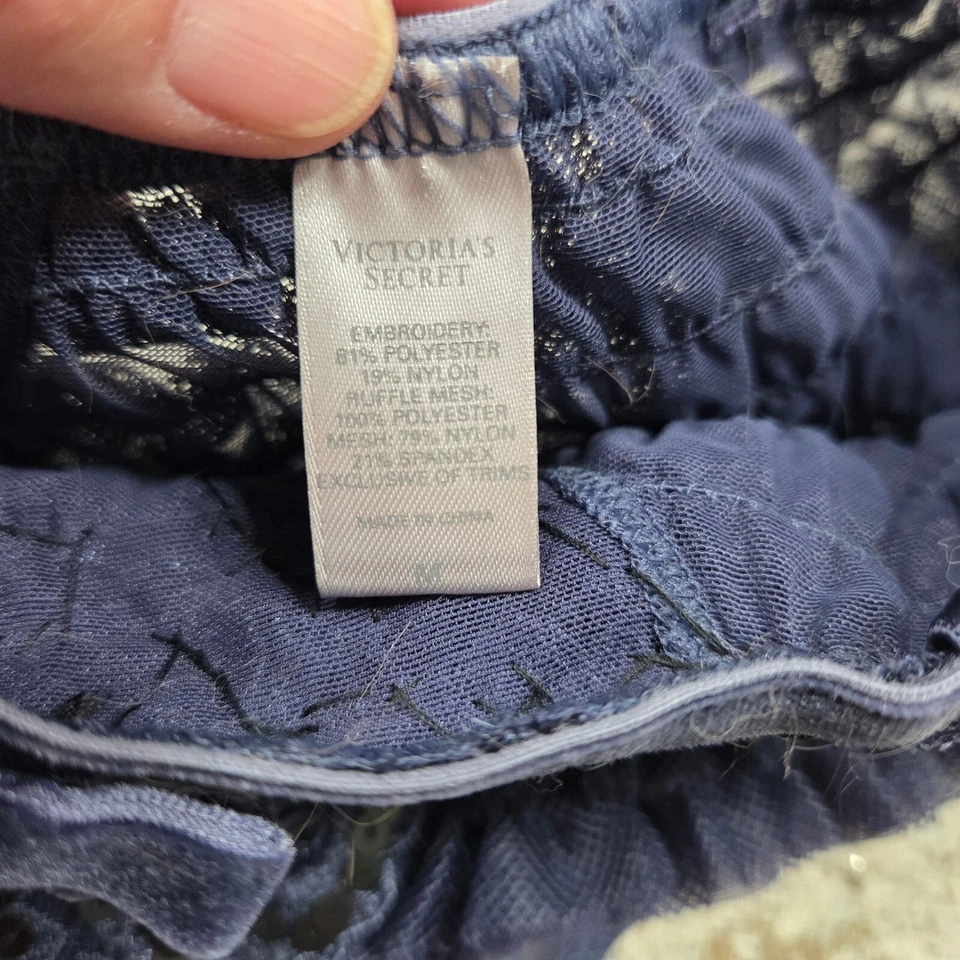 VICTORIA'S
SECRET
EMBROIDERY:
81% POLYESTER
19% NYLON
RUFFLE MESH:
100% POLYESTER
MESH: 79% NYLON
21% SPANDEX
EXCLUSIVE OF TRIMS
MADE IN CHINA
M